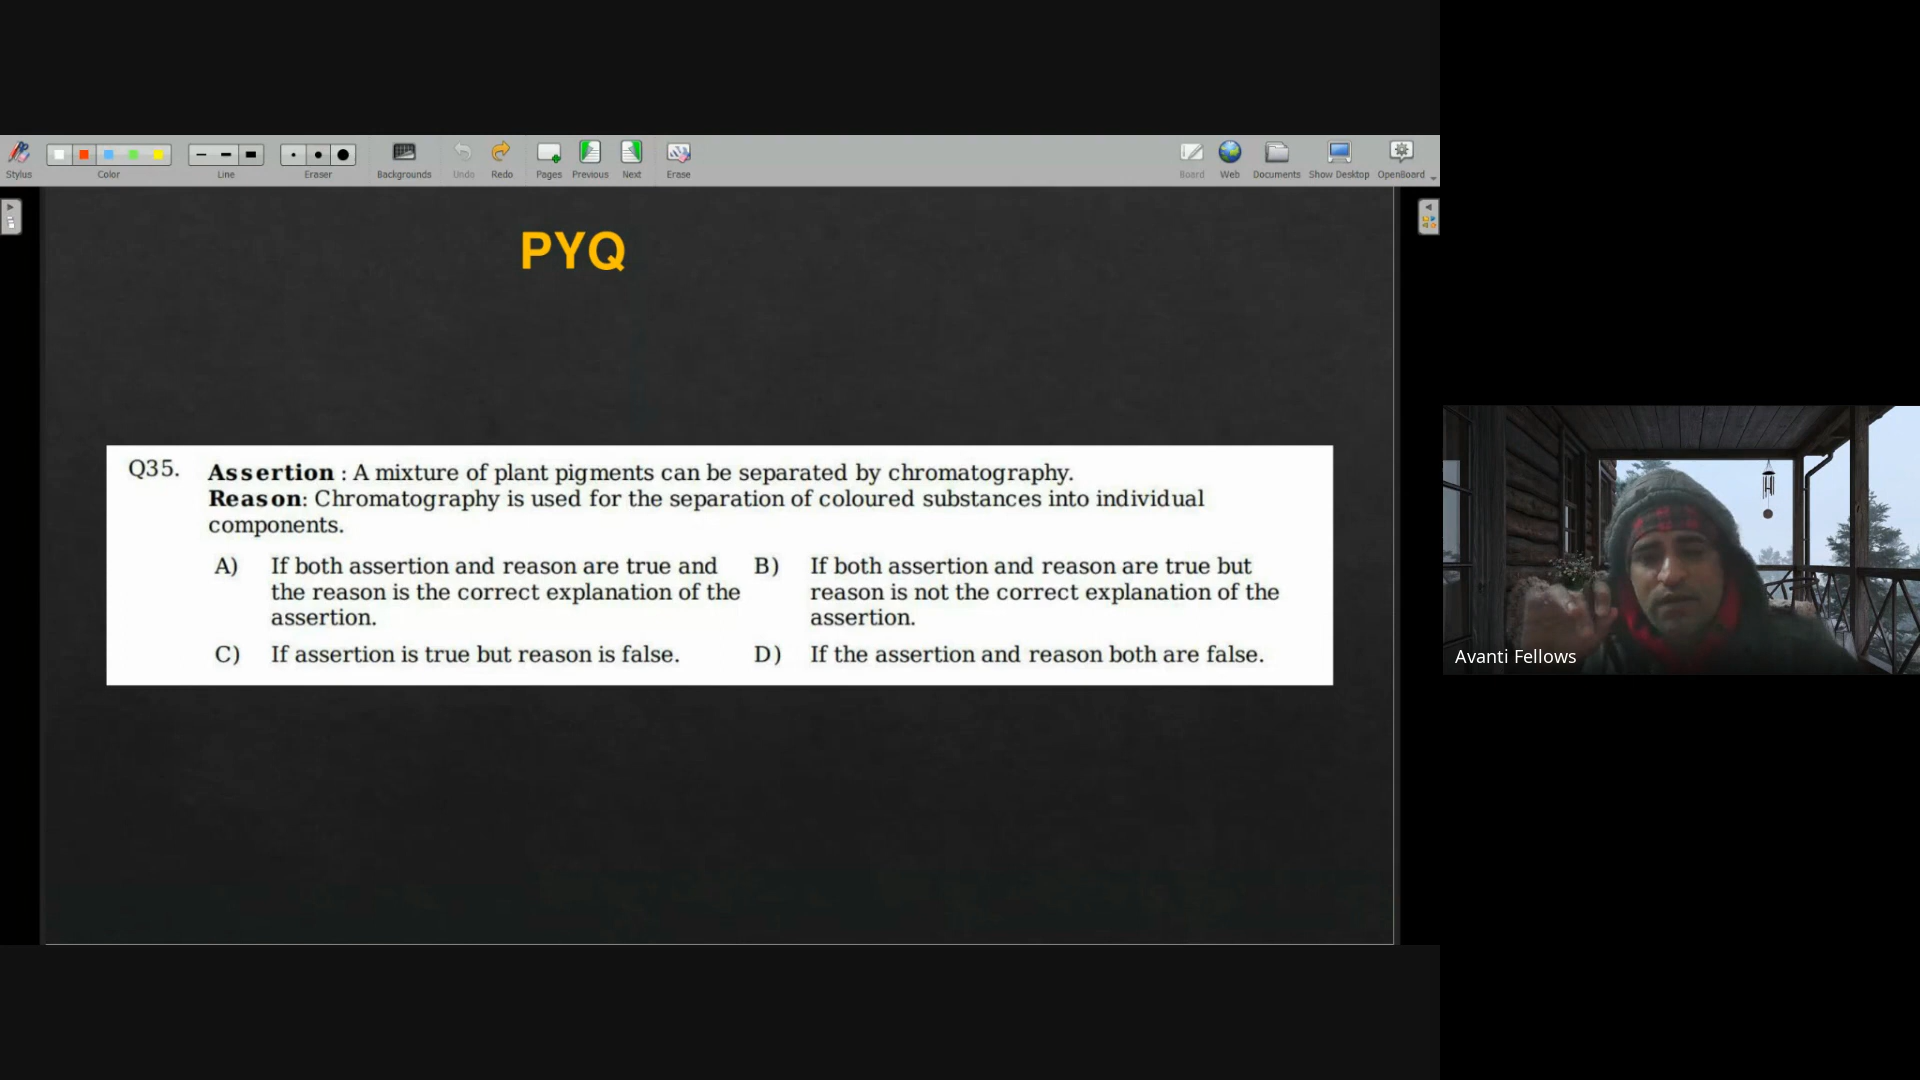 Stylus
Color
Line
Eraser
Backgrounds
Undo
Redo
Pages
Previous
Next
Erase
Board
Web
Documents
Show Desktop
OpenBoard
PYQ
Q35.
Assertion : A mixture of plant pigments can be separated by chromatography.
Reason: Chromatography is used for the separation of coloured substances into individual
components.
A) If both assertion and reason are true and
the reason is the correct explanation of the
assertion.
B) If both assertion and reason are true but
reason is not the correct explanation of the
assertion.
C) If assertion is true but reason is false.
D) If the assertion and reason both are false.
Avanti Fellows